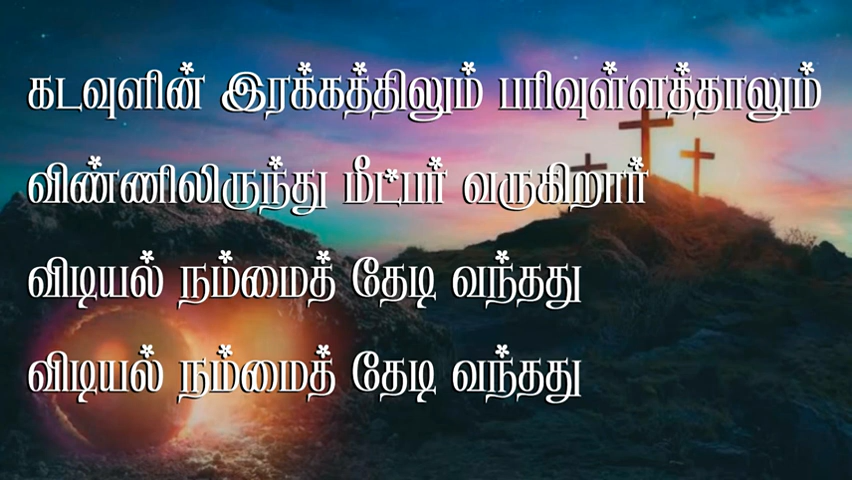 கடவுளின் இரக்கத்திலும் பரிவுள்ளத்தாலும்
விண்ணிலிருந்து மீட்பர் வருகிறார்
விடியல் நம்மைத் தேடி வந்தது
விடியல் நம்மைத் தேடி வந்தது